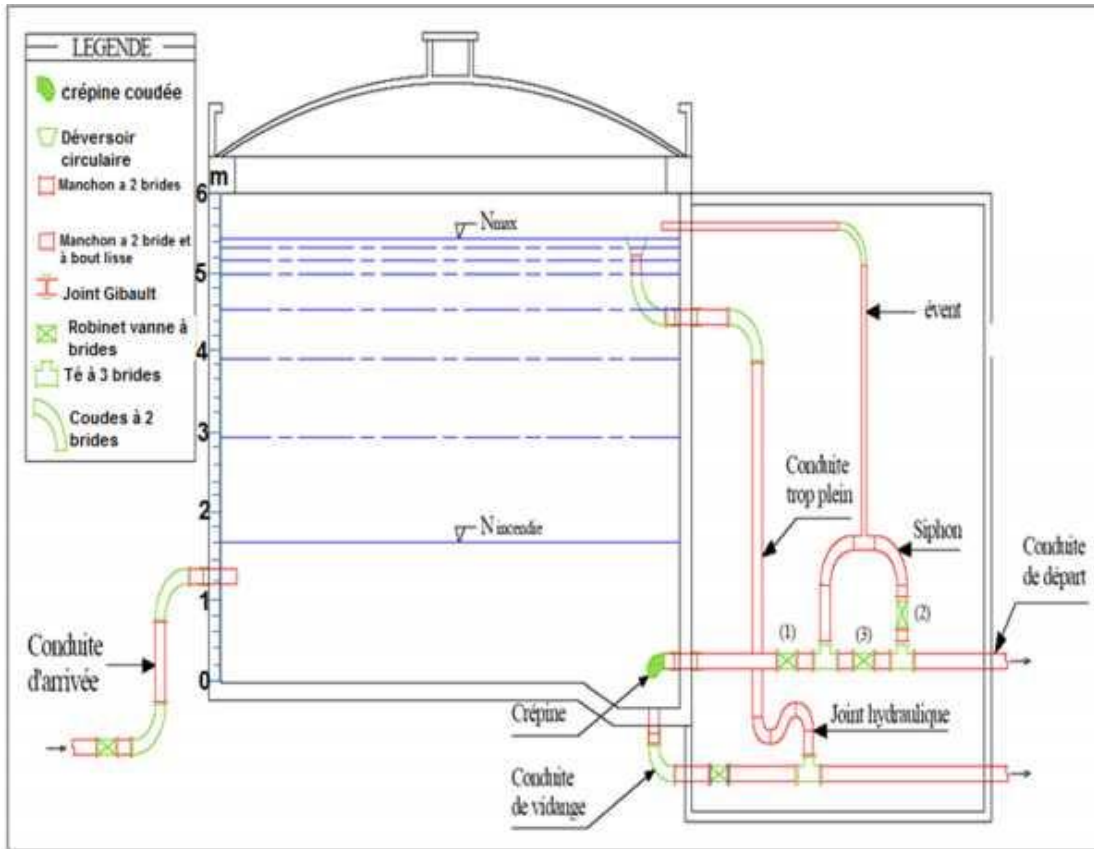 LEGENDE
crépine coudée
Déversoir
circulaire
Manchon a 2 brides
Manchon a 2 bride et
à bout lisse
Joint Gibault
Robinet vanne à
brides
Té à 3 brides
Coudes à 2
brides
m
6
5
4
3
2
1
0
Nmax
N incendie
évent
Conduite
trop plein
Siphon
Conduite
de départ
(1)
(2)
(3)
Conduite
d'arrivée
Crépine
Joint hydraulique
Conduite
de vidange